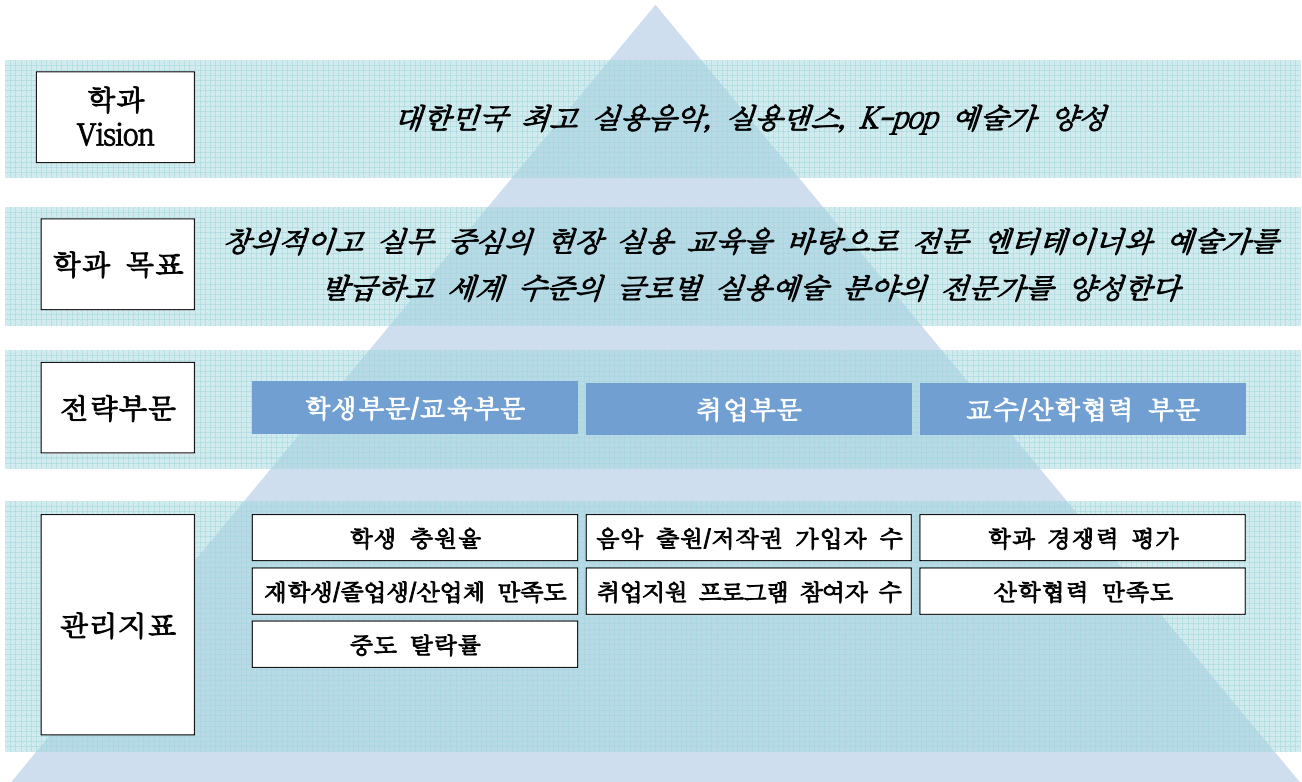 학과
Vision
대한민국 최고 실용음악, 실용댄스, K-pop 예술가 양성
학과 목표
창의적이고 실무 중심의 현장 실용 교육을 바탕으로 전문 엔터테이너와 예술가를
발급하고 세계 수준의 글로벌 실용예술 분야의 전문가를 양성한다
전략부문
학생부문/교육부문
취업부문
교수/산학협력 부문
관리지표
학생 충원율
음악 출원/저작권 가입자 수
학과 경쟁력 평가
재학생/졸업생/산업체 만족도
취업지원 프로그램 참여자 수
산학협력 만족도
중도 탈락률